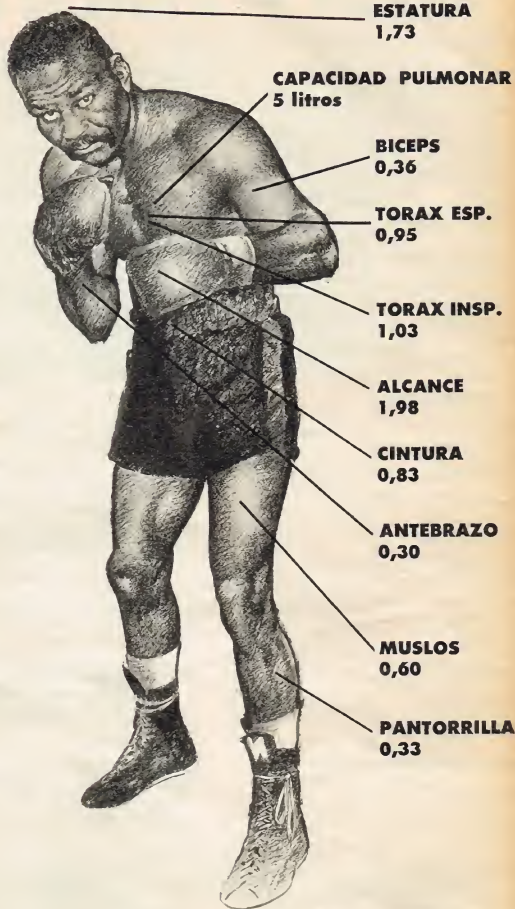 ESTATURA
1,73
CAPACIDAD PULMONAR
5 litros
BICEPS
0,36
TORAX ESP.
0,95
TORAX INSP.
1,03
ALCANCE
1,98
CINTURA
0,83
ANTEBRAZO
0,30
MUSLOS
0,60
PANTORRILLA
0,33